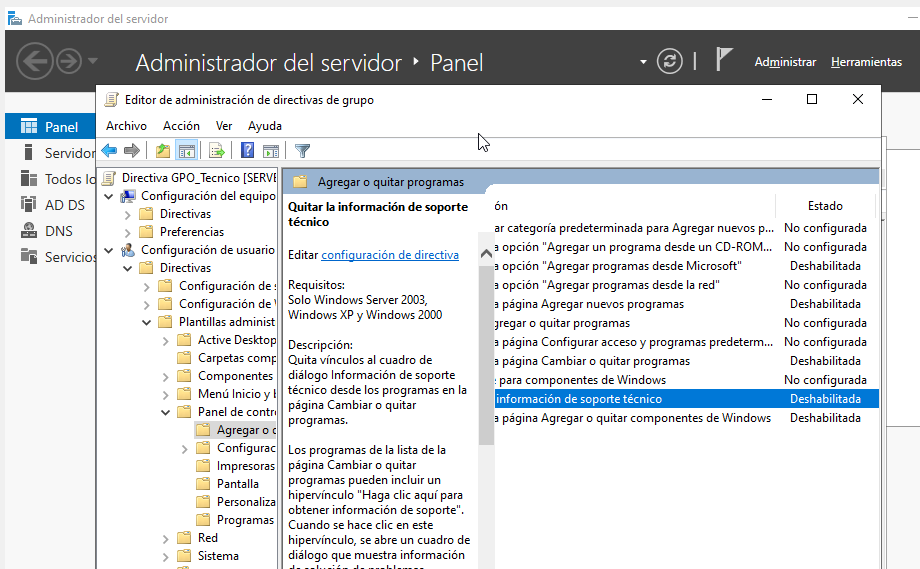 Administrador del servidor
Administrador del servidor
Panel
Administrar
Herramientas
Editor de administración de directivas de grupo
Archivo
Acción
Ver
Ayuda
Panel
Servidor
Todos lo
AD DS
DNS
Servicios
Directiva GPO_Tecnico [SERVE
Configuración del equipo
Directivas
Preferencias
Configuración de usuario
Directivas
Configuración de s
Configuración de
Plantillas administ
Active Desktop
Carpetas comp
Componentes
Menú Inicio y b
Panel de contr
Agregar o q
Configurac
Impresoras
Pantalla
Personaliza
Programas
Red
Sistema
Agregar o quitar programas
Quitar la información de soporte
técnico
Editar configuración de directiva
Requisitos:
Solo Windows Server 2003,
Windows XP y Windows 2000
Descripción:
Quita vínculos al cuadro de
diálogo Información de soporte
técnico desde los programas en la
página Cambiar o quitar
programas.
Los programas de la lista de la
página Cambiar o quitar
programas pueden incluir un
hipervínculo "Haga clic aquí para
obtener información de soporte".
Cuando se hace clic en este
hipervínculo, se abre un cuadro de
diálogo que muestra información
de solución de problemas
ón Estado
ar categoría predeterminada para Agregar nuevos p... No configurada
a opción "Agregar un programa desde un CD-ROM... No configurada
a opción "Agregar programas desde Microsoft" Deshabilitada
a opción "Agregar programas desde la red" No configurada
a página Agregar nuevos programas Deshabilitada
gregar o quitar programas No configurada
a página Configurar acceso y programas predeterm... No configurada
a página Cambiar o quitar programas Deshabilitada
para componentes de Windows No configurada
información de soporte técnico Deshabilitada
a página Agregar o quitar componentes de Windows Deshabilitada